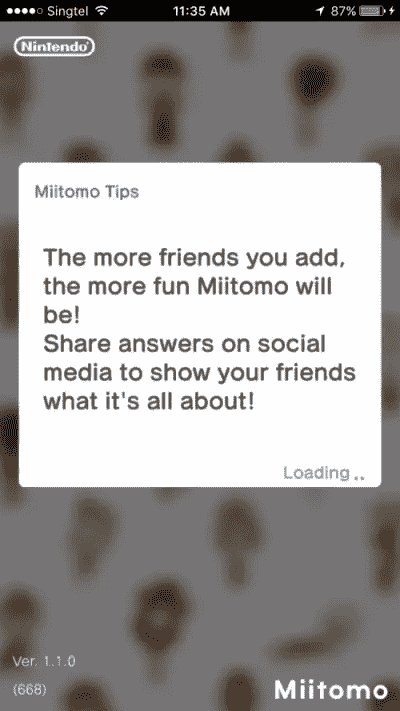 Singtel 11:35 AM 87%
Nintendo
Miitomo Tips
The more friends you add,
the more fun Miitomo will
be!
Share answers on social
media to show your friends
what it's all about!
Loading..
Ver. 1.1.0
(668)
Miitomo